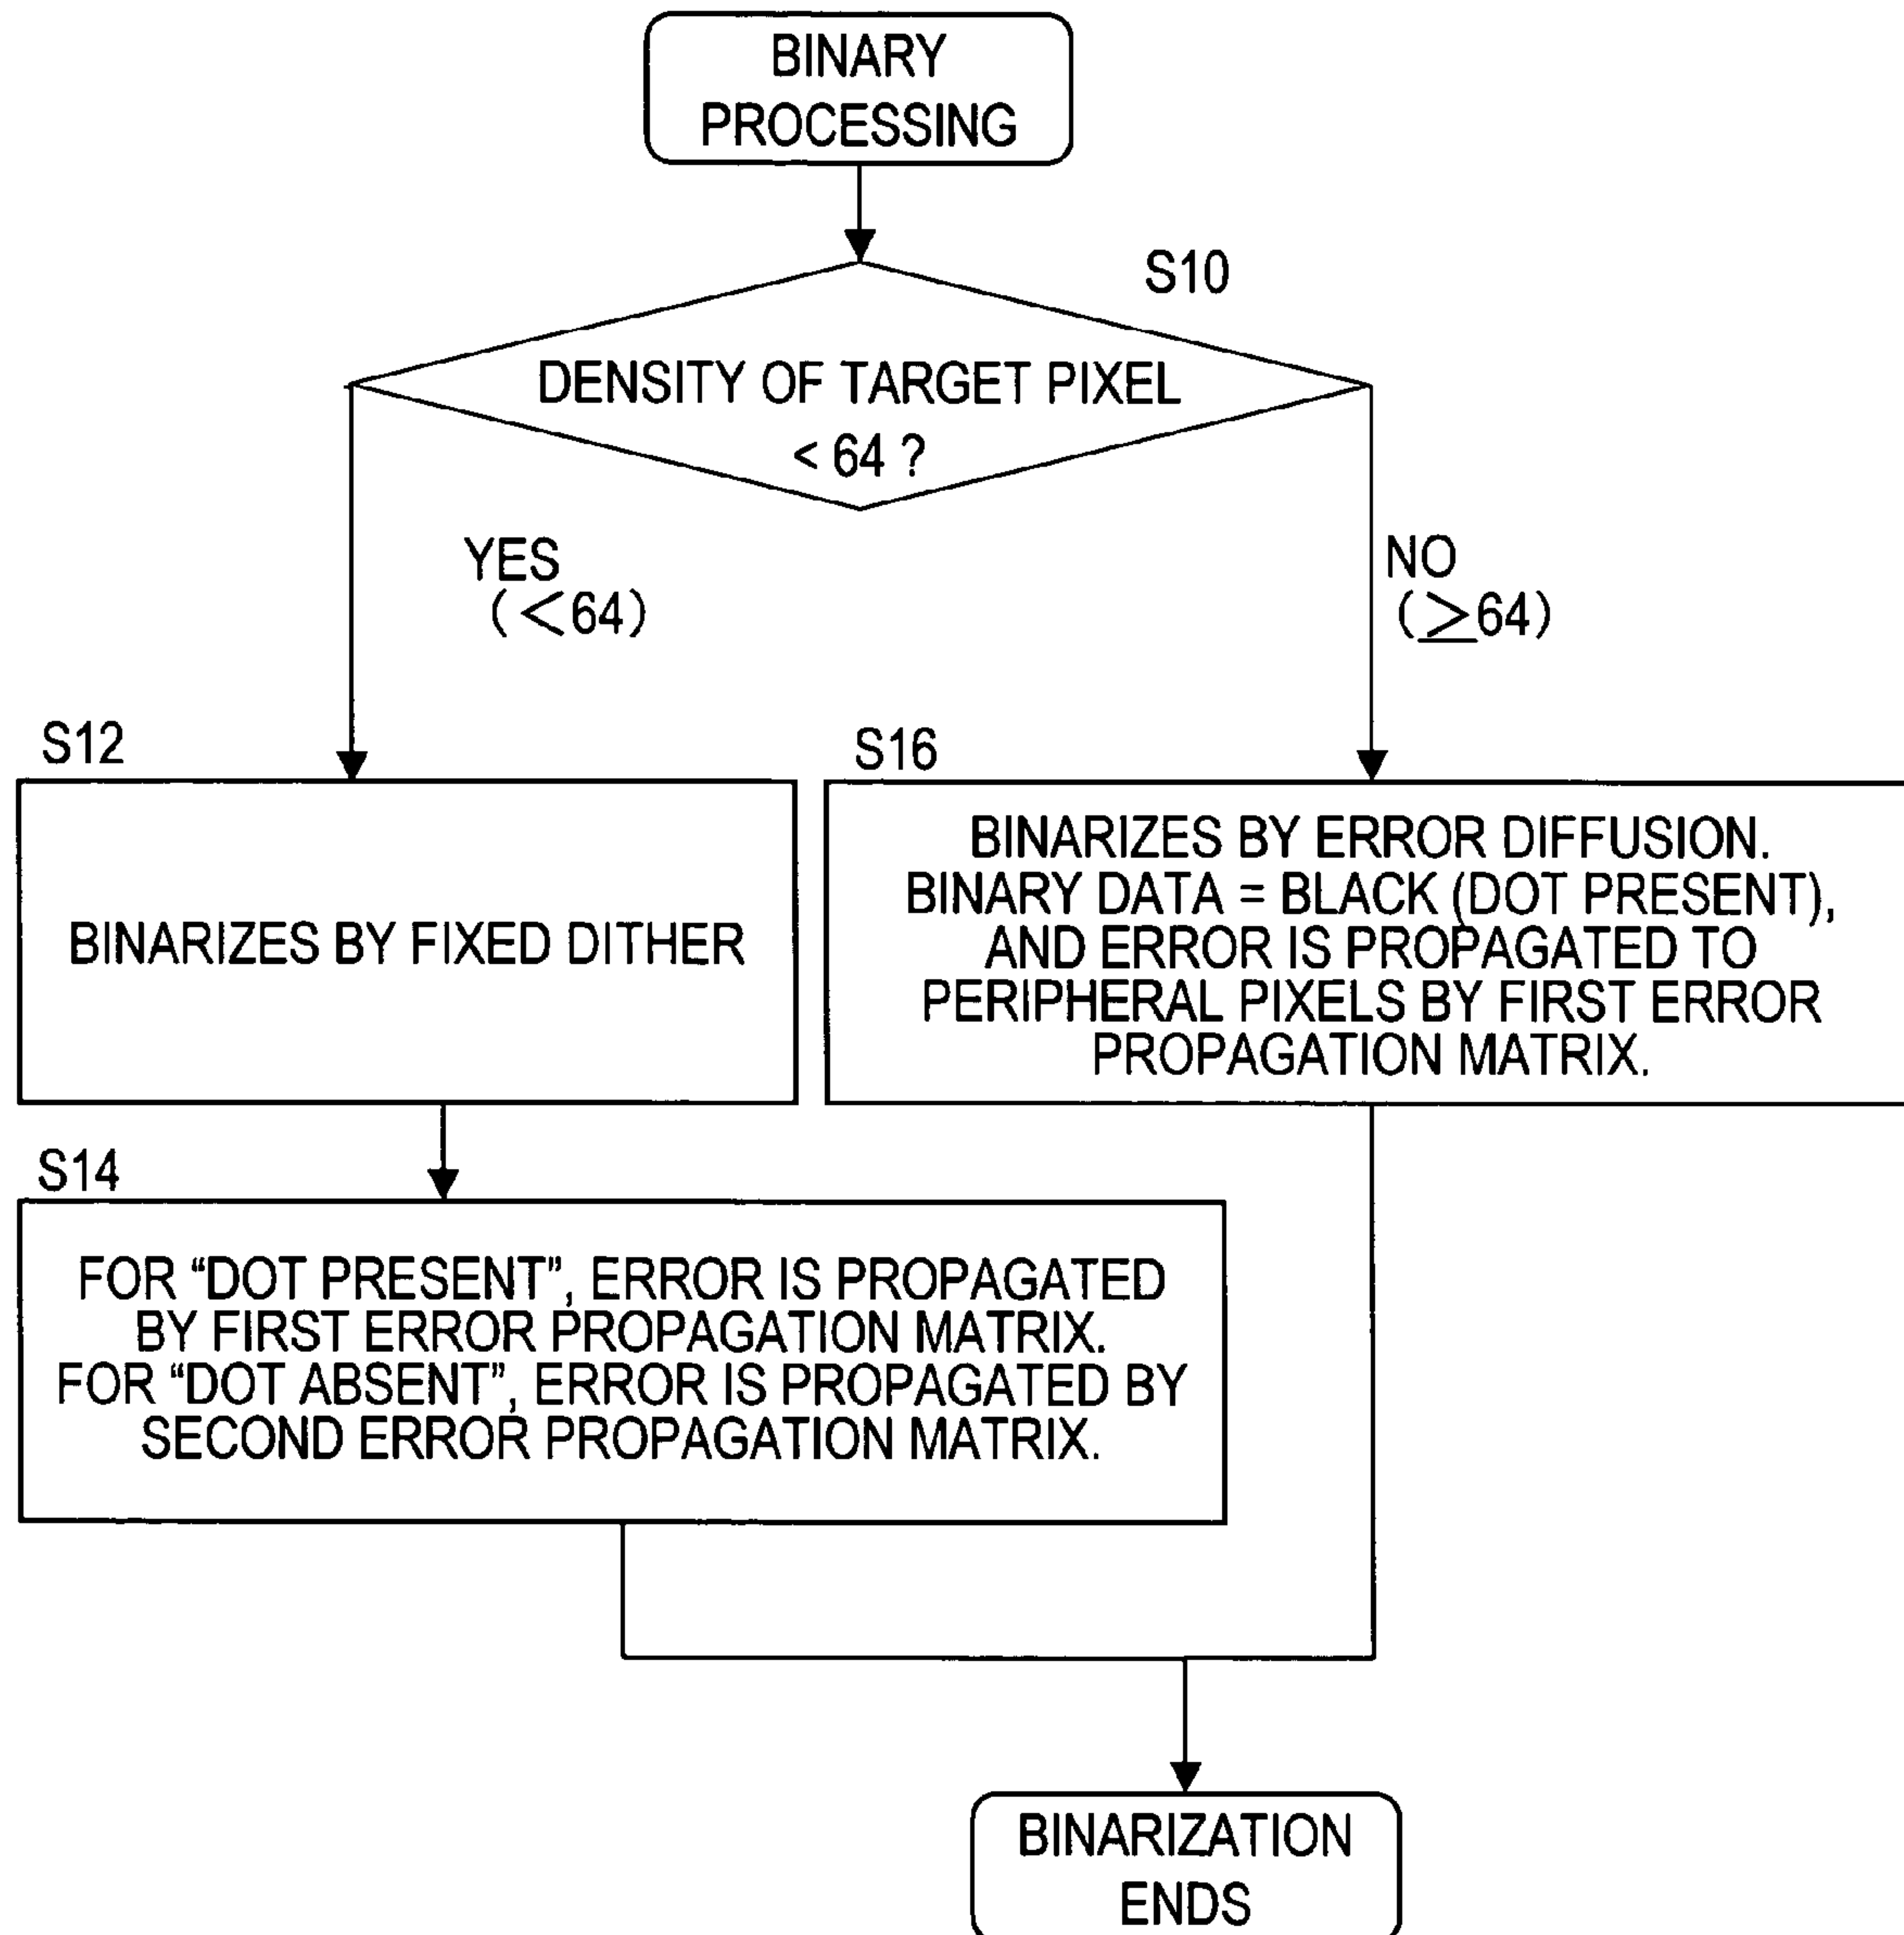 BINARY
PROCESSING
S10
DENSITY OF TARGET PIXEL
< 64 ?
YES
(<64)
NO
(≥64)
S12
BINARIZES BY FIXED DITHER
S16
BINARIZES BY ERROR DIFFUSION.
BINARY DATA = BLACK (DOT PRESENT),
AND ERROR IS PROPAGATED TO
PERIPHERAL PIXELS BY FIRST ERROR
PROPAGATION MATRIX.
S14
FOR “DOT PRESENT”, ERROR IS PROPAGATED
BY FIRST ERROR PROPAGATION MATRIX.
FOR “DOT ABSENT”, ERROR IS PROPAGATED BY
SECOND ERROR PROPAGATION MATRIX.
BINARIZATION
ENDS